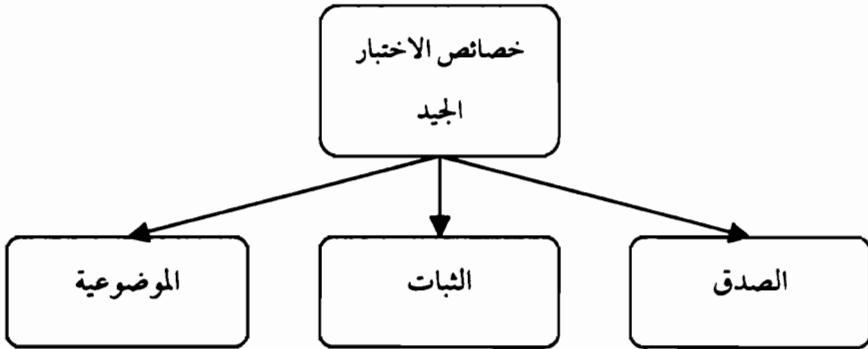 خصائص الاختبار
الجيد
الصدق
الثبات
الموضوعية